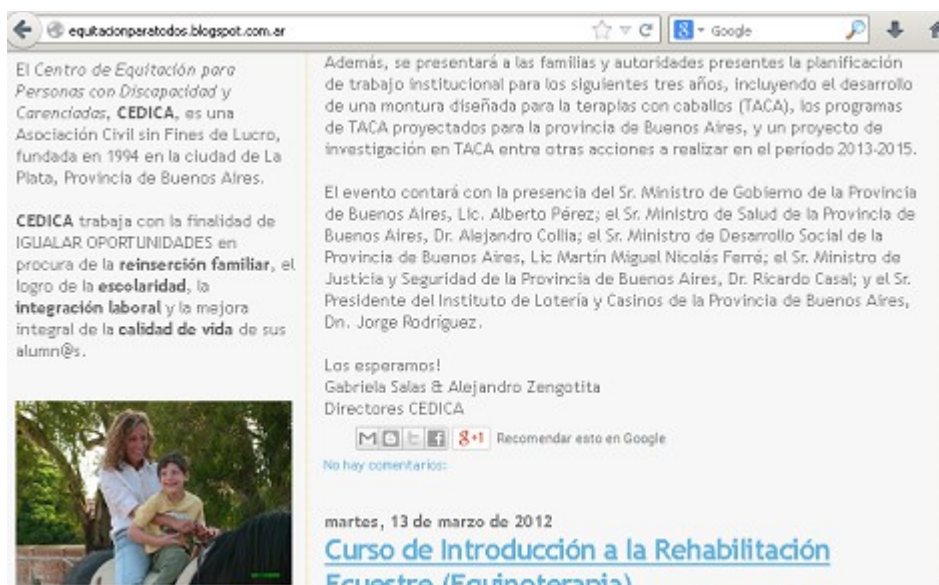 equitacionparatodos.blogspot.com.ar
Google
El Centro de Equitación para
Personas con Discapacidad y
Carenciadas, CEDICA, es una
Asociación Civil sin Fines de Lucro,
fundada en 1994 en la ciudad de La
Plata, Provincia de Buenos Aires.
CEDICA trabaja con la finalidad de
IGUALAR OPORTUNIDADES en
procura de la reinserción familiar, el
logro de la escolaridad, la
integración laboral y la mejora
integral de la calidad de vida de sus
alumn@s.
Además, se presentará a las familias y autoridades presentes la planificación
de trabajo institucional para los siguientes tres años, incluyendo el desarrollo
de una montura diseñada para la terapias con caballos (TACA), los programas
de TACA proyectados para la provincia de Buenos Aires, y un proyecto de
investigación en TACA entre otras acciones a realizar en el período 2013-2015.
El evento contará con la presencia del Sr. Ministro de Gobierno de la Provincia
de Buenos Aires, Lic. Alberto Pérez; el Sr. Ministro de Salud de la Provincia de
Buenos Aires, Dr. Alejandro Collia; el Sr. Ministro de Desarrollo Social de la
Provincia de Buenos Aires, Lic Martín Miguel Nicolás Ferré; el Sr. Ministro de
Justicia y Seguridad de la Provincia de Buenos Aires, Dr. Ricardo Casal; y el Sr.
Presidente del Instituto de Lotería y Casinos de la Provincia de Buenos Aires,
Dn. Jorge Rodríguez.
Los esperamos!
Gabriela Salas & Alejandro Zengotita
Directores CEDICA
g+1 Recomendar esto en Google
No hay comentarios:
martes, 13 de marzo de 2012
Curso de Introducción a la Rehabilitación
Ecuestre (Equinoterapia)